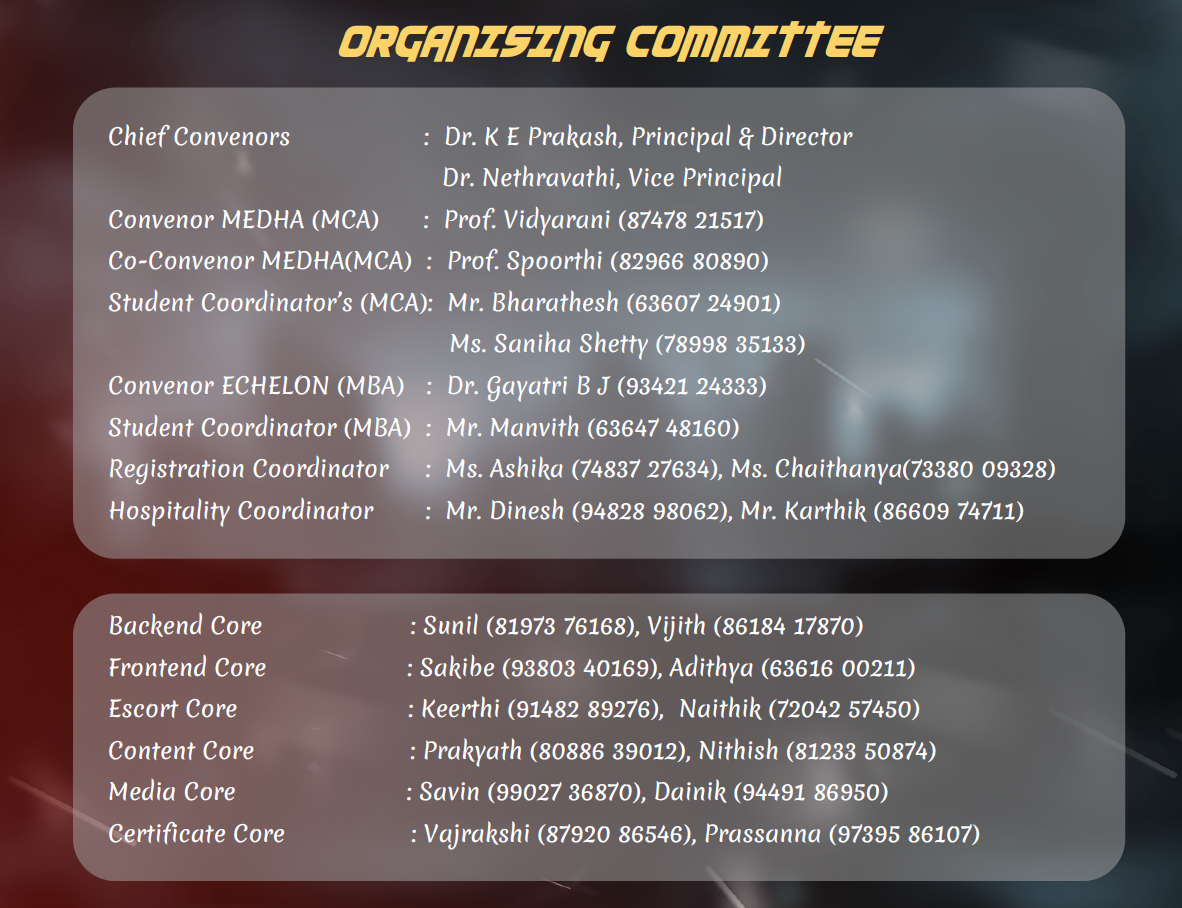 ORGANISING COMMITTEE
Chief Convenors : Dr. K E Prakash, Principal & Director
Dr. Nethravathi, Vice Principal
Convenor MEDHA (MCA) : Prof. Vidyarani (87478 21517)
Co-Convenor MEDHA(MCA) : Prof. Spoorthi (82966 80890)
Student Coordinator’s (MCA): Mr. Bharathesh (63607 24901)
Ms. Saniha Shetty (78998 35133)
Convenor ECHELON (MBA) : Dr. Gayatri B J (93421 24333)
Student Coordinator (MBA) : Mr. Manvith (63647 48160)
Registration Coordinator : Ms. Ashika (74837 27634), Ms. Chaithanya(73380 09328)
Hospitality Coordinator : Mr. Dinesh (94828 98062), Mr. Karthik (86609 74711)
Backend Core : Sunil (81973 76168), Vijith (86184 17870)
Frontend Core : Sakibe (93803 40169), Adithya (63616 00211)
Escort Core : Keerthi (91482 89276), Naithik (72042 57450)
Content Core : Prakyath (80886 39012), Nithish (81233 50874)
Media Core : Savin (99027 36870), Dainik (94491 86950)
Certificate Core : Vajrakshi (87920 86546), Prassanna (97395 86107)